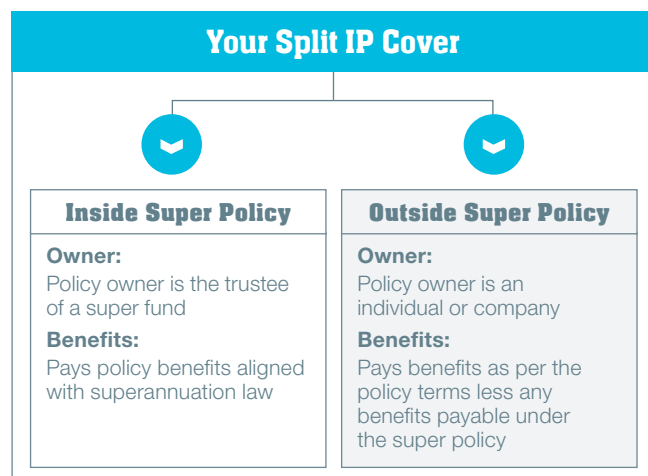 Your Split IP Cover
Inside Super Policy
Owner:
Policy owner is the trustee
of a super fund
Benefits:
Pays policy benefits aligned
with superannuation law
Outside Super Policy
Owner:
Policy owner is an
individual or company
Benefits:
Pays benefits as per the
policy terms less any
benefits payable under
the super policy